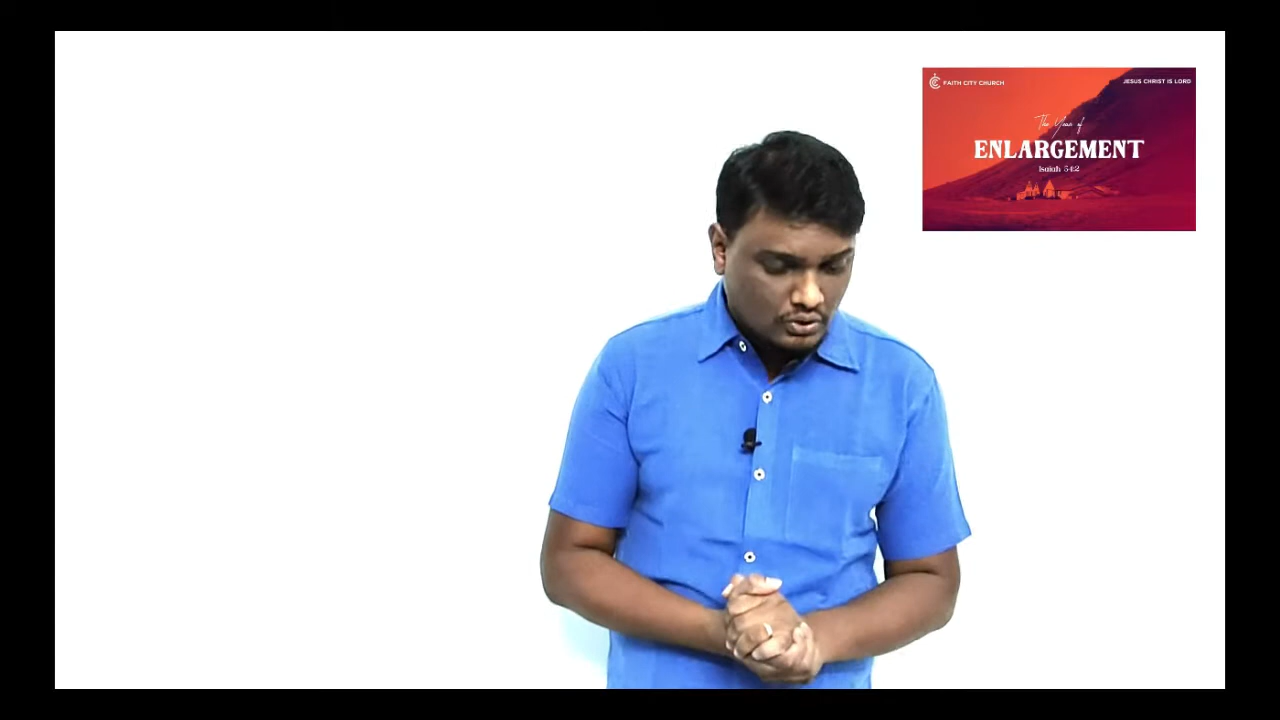 FAITH CITY CHURCH
JESUS CHRIST IS LORD
The Year of
ENLARGEMENT
Isaiah 54:2